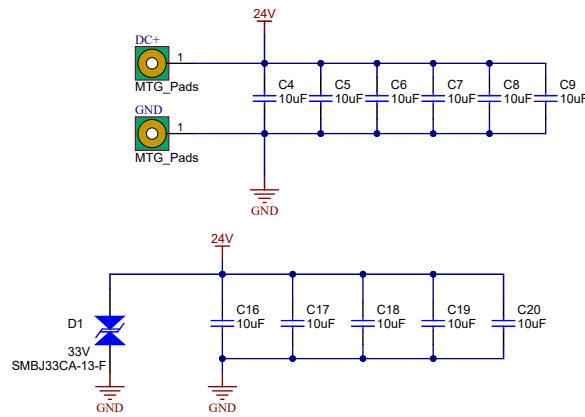 24V
DC+
1
MTG_Pads
GND
1
MTG_Pads
C4
10uF
C5
10uF
C6
10uF
C7
10uF
C8
10uF
C9
10uF
GND
24V
D1
33V
SMBJ33CA-13-F
GND
C16
10uF
C17
10uF
C18
10uF
C19
10uF
C20
10uF
GND